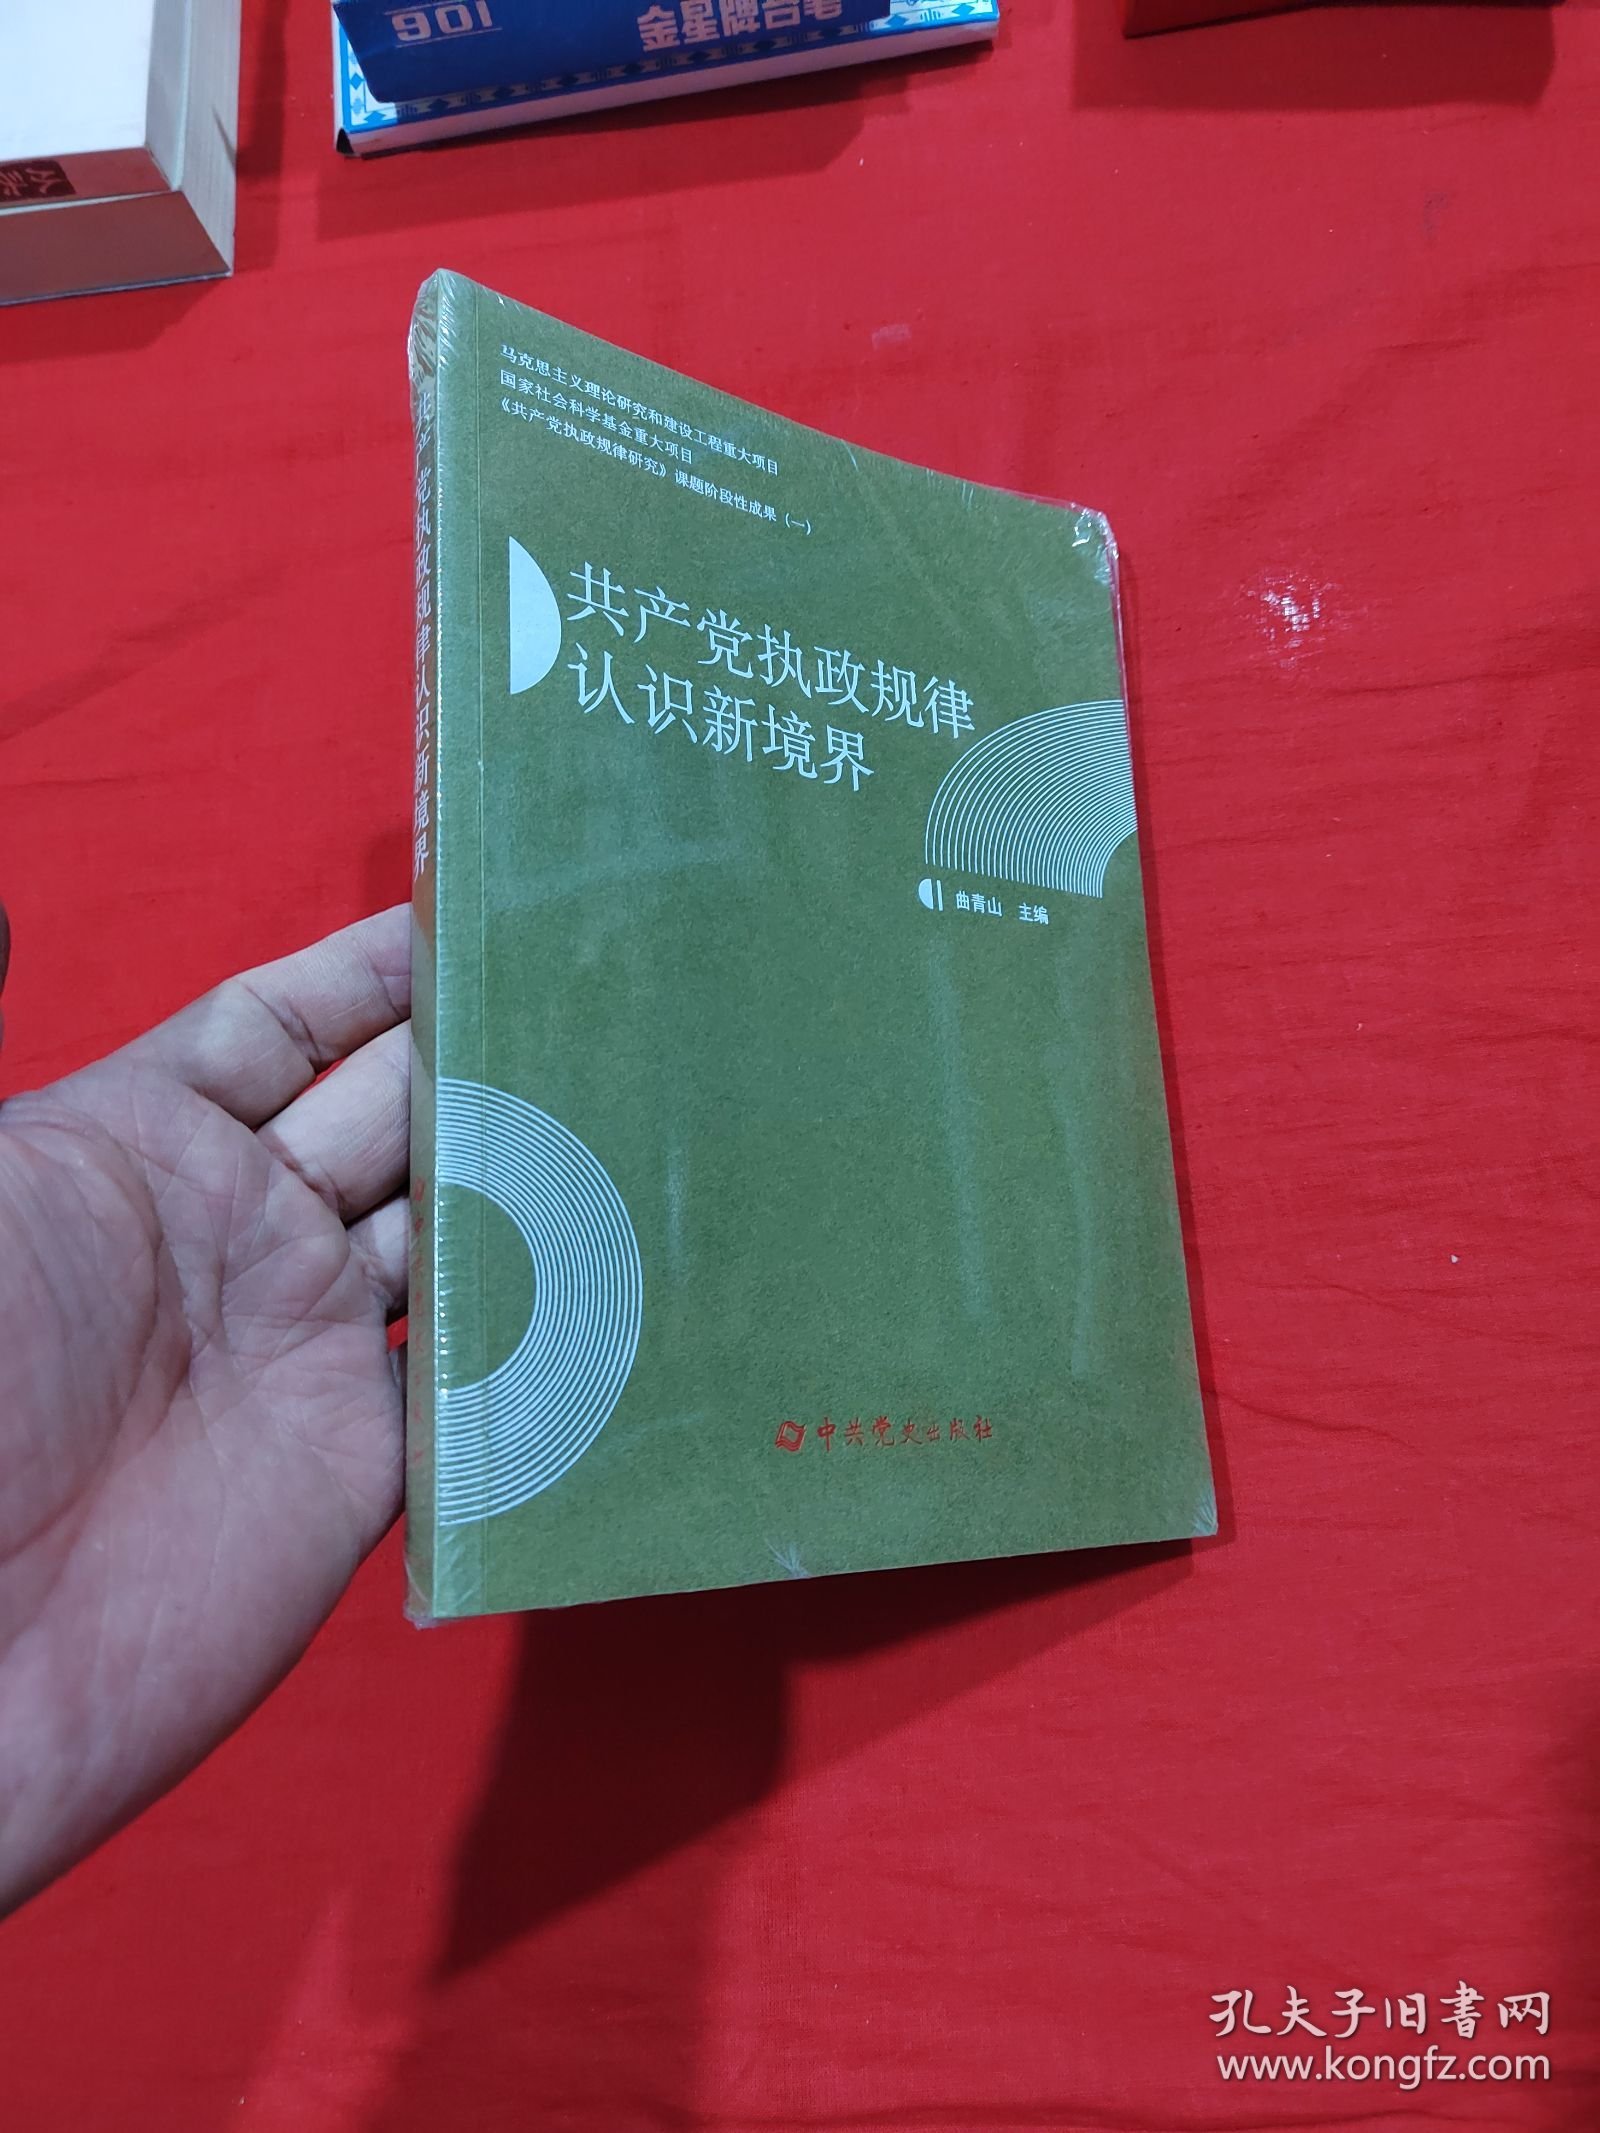 901
金星牌台笔
马克思主义理论研究和建设工程重大项目
国家社会科学基金重大项目
《共产党执政规律研究》课题阶段性成果（一）
共产党执政规律
认识新境界
曲青山 主编
中共党史出版社
共产党执政规律认识新境界
孔夫子旧书网
www.kongfz.com